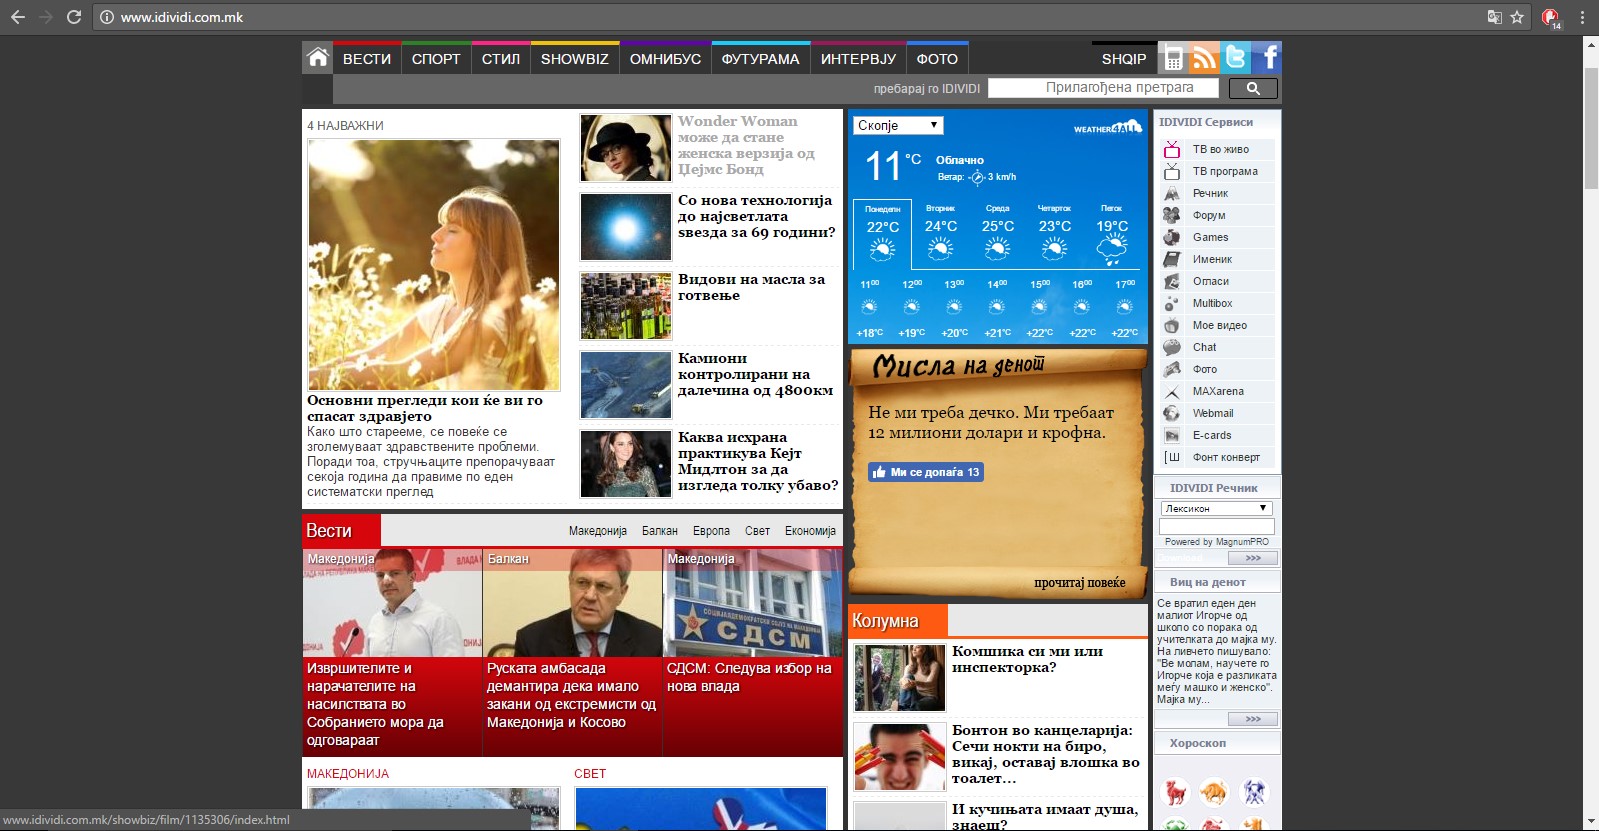 www.idividi.com.mk
14
ВЕСТИ
СПОРТ
СТИЛ
SHOWBIZ
ОМНИБУС
ФУТУРАМА
ИНТЕРВЈУ
ФОТО
SHQIP
пребарај го IDIVIDI
Прилагођена претрага
4 НАЈВАЖНИ
Основни прегледи кои ќе ви го
спасат здравјето
Како што старееме, се повеќе се
зголемуваат здравствените проблеми.
Поради тоа, стручњаците препорачуваат
секоја година да правиме по еден
систематски преглед
Wonder Woman
може да стане
женска верзија од
Џејмс Бонд
Со нова технологија
до најсветлата
ѕвезда за 69 години?
Видови на масла за
готвење
Камиони
контролирани на
далечина од 4800км
Каква исхрана
практикува Кејт
Мидлтон за да
изгледа толку убаво?
Скопје
WEATHER4ALL
11°C
Облачно
Ветар: 3 km/h
Понеделн
22°C
Вторник
24°C
Среда
25°C
Четврток
23°C
Петок
19°C
11⁰⁰ 12⁰⁰ 13⁰⁰ 14⁰⁰ 15⁰⁰ 16⁰⁰ 17⁰⁰
+18°C +19°C +20°C +21°C +22°C +22°C +22°C
Мисла на денот
Не ми треба дечко. Ми требаат
12 милиони долари и крофна.
Ми се допаѓа 13
прочитај повеќе
IDIVIDI Сервиси
ТВ во живо
ТВ програма
Речник
Форум
Games
Именик
Огласи
Multibox
Мое видео
Chat
Фото
MAXarena
Webmail
E-cards
Фонт конверт
IDIVIDI Речник
Лексикон
Powered by MagnumPRO
>>>
Виц на денот
Се вратил еден ден
малиот Игорче од
школо со порака од
учителката до мајка му.
На ливчето пишувало:
"Ве молам, научете го
Игорче која е разликата
меѓу машко и женско".
Мајка му...
>>>
Хороскоп
Вести
Македонија
Балкан
Европа
Свет
Економија
Македонија
Извршителите и
нарачателите на
насилствата во
Собранието мора да
одговараат
Балкан
Руската амбасада
демантира дека имало
закани од екстремисти од
Македонија и Косово
Македонија
СОЦИЈАЛДЕМОКРАТСКИ СОЈУЗ НА МАКЕДОНИЈА
СДСМ
СДСМ: Следува избор на
нова влада
МАКЕДОНИЈА
СВЕТ
Колумна
Комшика си ми или
инспекторка?
Бонтон во канцеларија:
Сечи нокти на биро,
викај, оставај влошка во
тоалет...
И кучињата имаат душа,
знаеш?
www.idividi.com.mk/showbiz/film/1135306/index.html